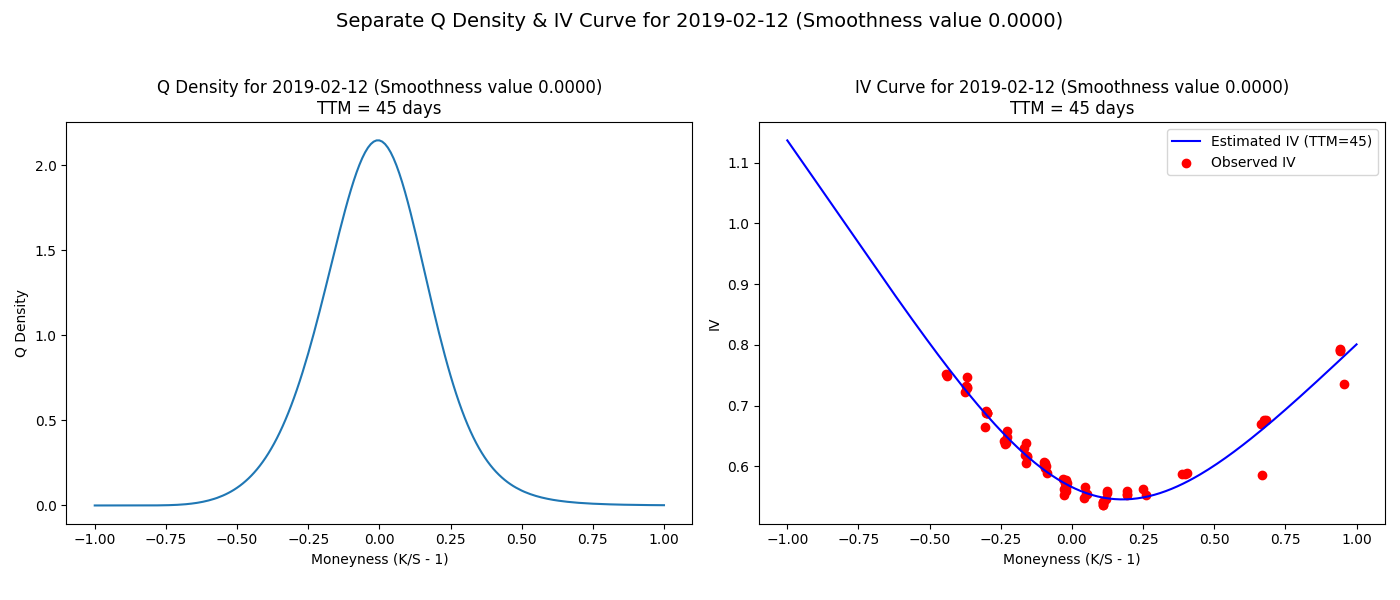 Separate Q Density & IV Curve for 2019-02-12 (Smoothness value 0.0000)
Q Density for 2019-02-12 (Smoothness value 0.0000)
TTM = 45 days
2.0
1.5
1.0
0.5
0.0
Q Density
−1.00 −0.75 −0.50 −0.25 0.00 0.25 0.50 0.75 1.00
Moneyness (K/S - 1)
IV Curve for 2019-02-12 (Smoothness value 0.0000)
TTM = 45 days
Estimated IV (TTM=45)
Observed IV
1.1
1.0
0.9
0.8
0.7
0.6
IV
−1.00 −0.75 −0.50 −0.25 0.00 0.25 0.50 0.75 1.00
Moneyness (K/S - 1)